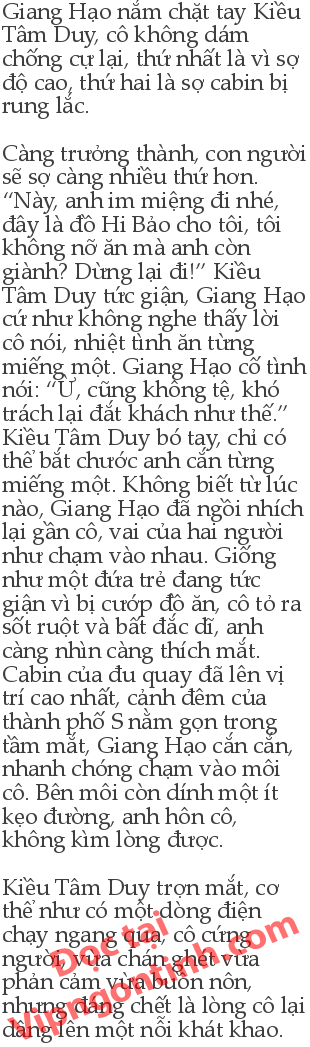 Giang Hạo nắm chặt tay Kiều
Tâm Duy, cô không dám
chống cự lại, thứ nhất là vì sợ
độ cao, thứ hai là sợ cabin bị
rung lắc.
Càng trưởng thành, con người
sẽ sợ càng nhiều thứ hơn.
“Này, anh im miệng đi nhé,
đây là đồ Hi Bảo cho tôi, tôi
không nỡ ăn mà anh còn
giành? Dừng lại đi!” Kiều
Tâm Duy tức giận, Giang Hạo
cứ như không nghe thấy lời
cô nói, nhiệt tình ăn từng
miếng một. Giang Hạo cố tình
nói: “Ừ, cũng không tệ, khó
trách lại đắt khách như thế.”
Kiều Tâm Duy bó tay, chỉ có
thể bắt chước anh cắn từng
miếng một. Không biết từ lúc
nào, Giang Hạo đã ngồi nhích
lại gần cô, vai của hai người
như chạm vào nhau. Giống
như một đứa trẻ đang tức
giận vì bị cướp đồ ăn, cô tỏ ra
sốt ruột và bất đắc dĩ, anh
càng nhìn càng thích mắt.
Cabin của đu quay đã lên vị
trí cao nhất, cảnh đêm của
thành phố S nằm gọn trong
tầm mắt, Giang Hạo cắn cắn,
nhanh chóng chạm vào môi
cô. Bên môi còn dính một ít
kẹo đường, anh hôn cô,
không kìm lòng được.
Kiều Tâm Duy trợn mắt, cơ
thể như có một dòng điện
chạy ngang qua, cô cứng
người, vừa chán ghét vừa
phản cảm vừa buồn nôn,
nhưng đáng chết là lòng cô lại
dâng lên một nỗi khát khao.
Đọc tại
Vipngontinh.com